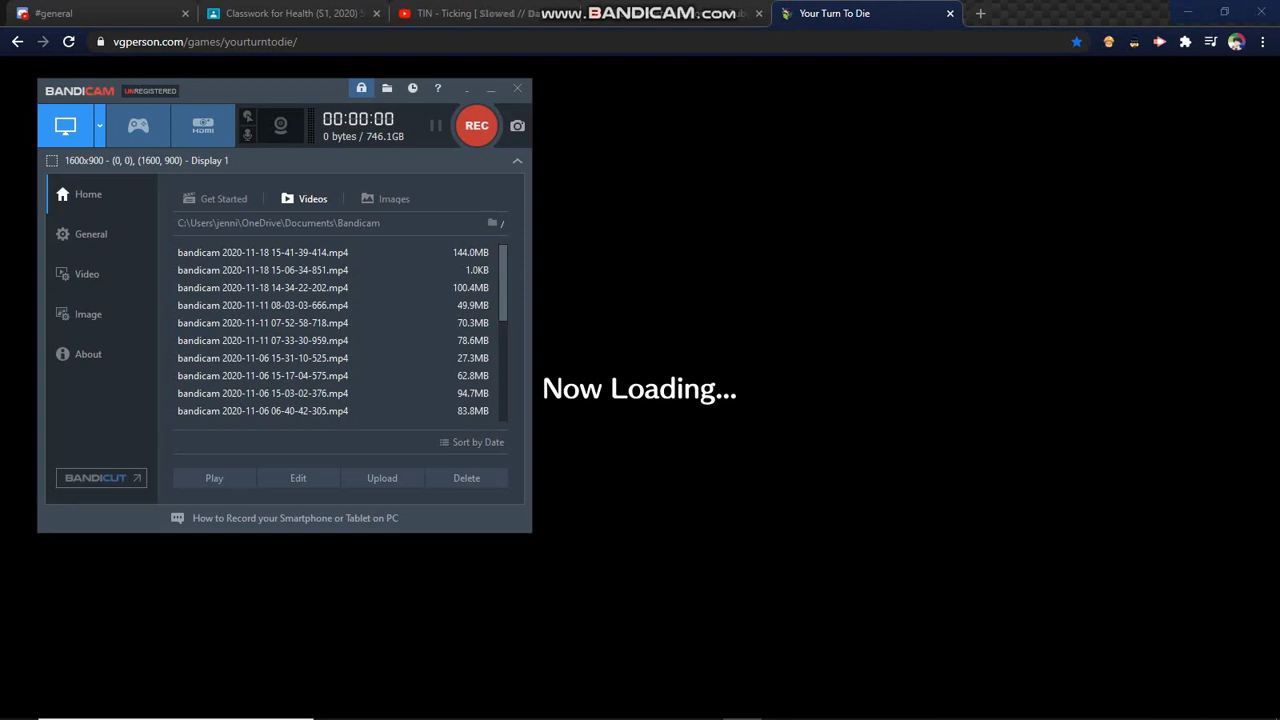 #general
Classwork for Health (S1, 2020)
TIN - Ticking [ Slowed // Da
www.BANDICAM.com
Your Turn To Die
vgperson.com/games/yourturntodie/
BANDICAM UNREGISTERED
HDMI
00:00:00
0 bytes / 746.1GB
REC
1600x900 - (0, 0), (1600, 900) - Display 1
Home
General
Video
Image
About
Get Started
Videos
Images
C:\Users\jenni\OneDrive\Documents\Bandicam
/
bandicam 2020-11-18 15-41-39-414.mp4 144.0MB
bandicam 2020-11-18 15-06-34-851.mp4 1.0KB
bandicam 2020-11-18 14-34-22-202.mp4 100.4MB
bandicam 2020-11-11 08-03-03-666.mp4 49.9MB
bandicam 2020-11-11 07-52-58-718.mp4 70.3MB
bandicam 2020-11-11 07-33-30-959.mp4 78.6MB
bandicam 2020-11-06 15-31-10-525.mp4 27.3MB
bandicam 2020-11-06 15-17-04-575.mp4 62.8MB
bandicam 2020-11-06 15-03-02-376.mp4 94.7MB
bandicam 2020-11-06 06-40-42-305.mp4 83.8MB
Sort by Date
BANDICUT
Play Edit Upload Delete
How to Record your Smartphone or Tablet on PC
Now Loading...